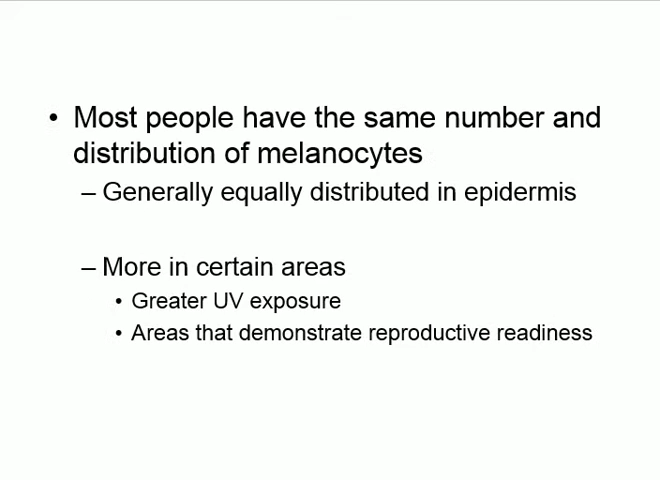 • Most people have the same number and
distribution of melanocytes
– Generally equally distributed in epidermis
– More in certain areas
• Greater UV exposure
• Areas that demonstrate reproductive readiness